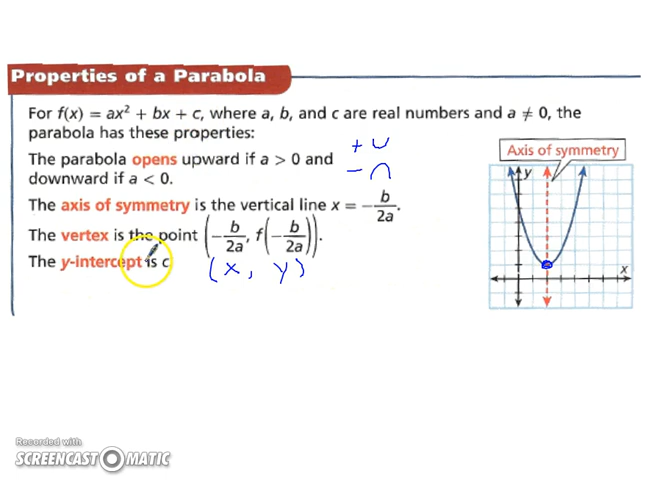 Properties of a Parabola
For f(x) = ax² + bx + c, where a, b, and c are real numbers and a ≠ 0, the
parabola has these properties:
The parabola opens upward if a > 0 and
downward if a < 0.
+ ∪
− ∩
The axis of symmetry is the vertical line x = −b/2a.
The vertex is the point (−b/2a, f(−b/2a)).
The y-intercept is c
(x, y)
Axis of symmetry
y
x
Recorded with
SCREENCAST O MATIC